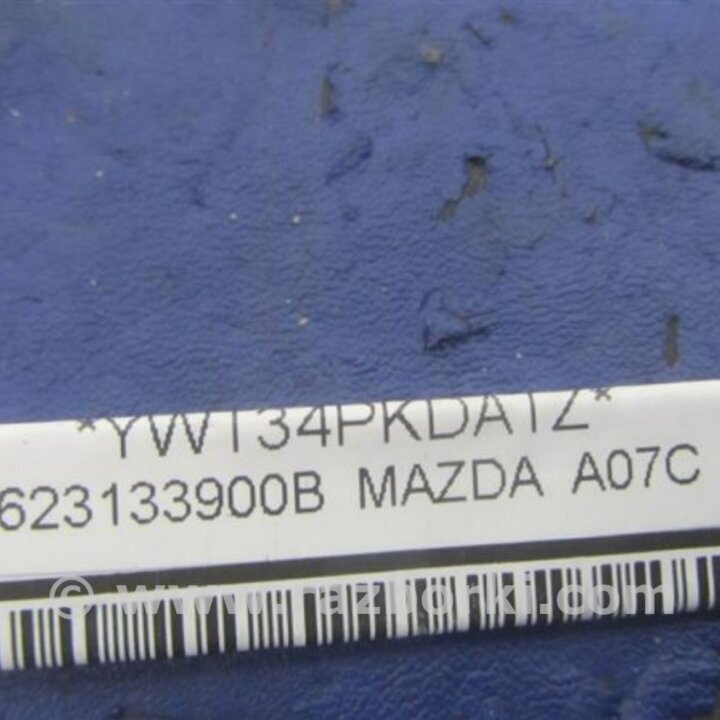 *YWT34PKDATZ*
623133900B MAZDA A07C
© www.razborki.com